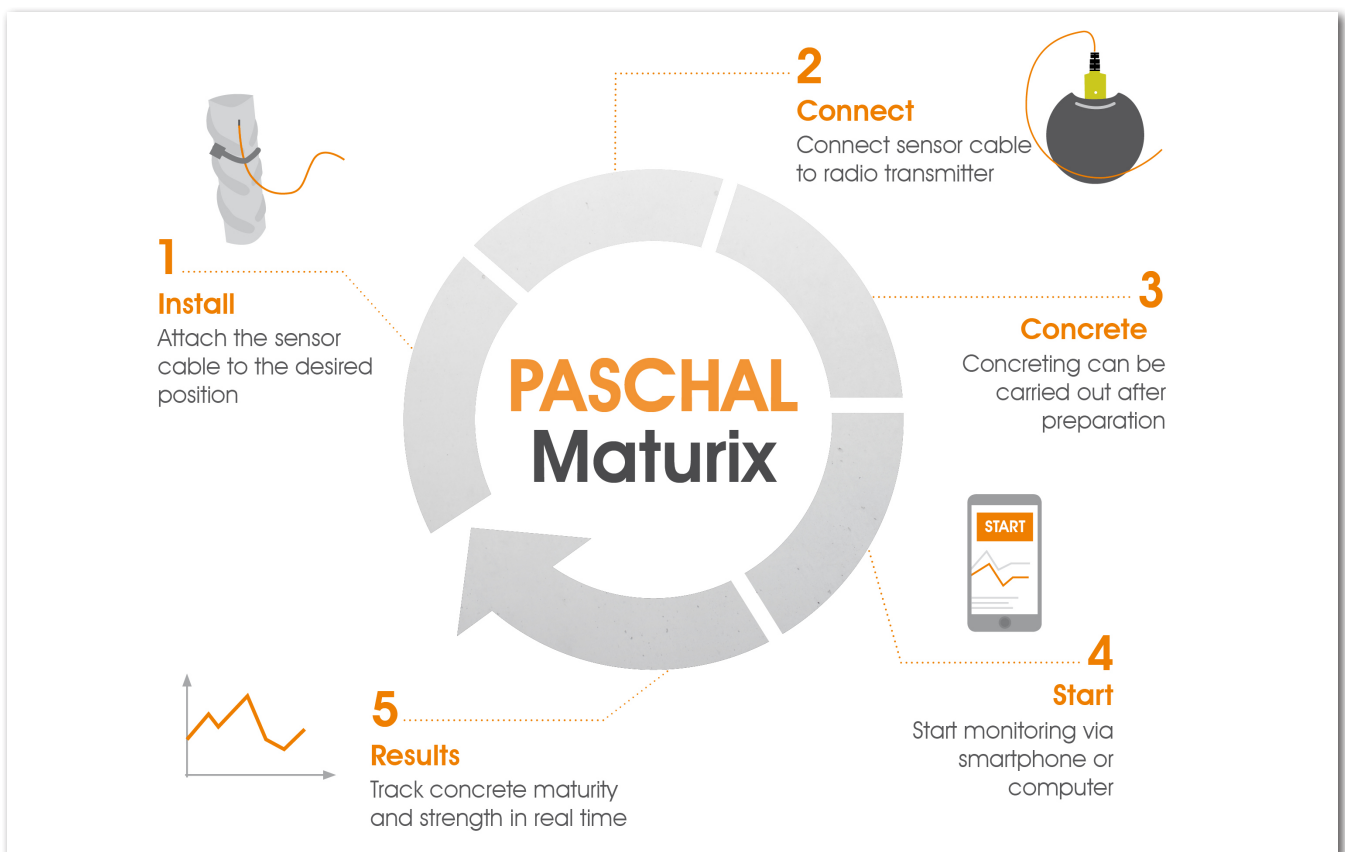 1
Install
Attach the sensor
cable to the desired
position
2
Connect
Connect sensor cable
to radio transmitter
3
Concrete
Concreting can be
carried out after
preparation
PASCHAL
Maturix
START
4
Start
Start monitoring via
smartphone or
computer
5
Results
Track concrete maturity
and strength in real time